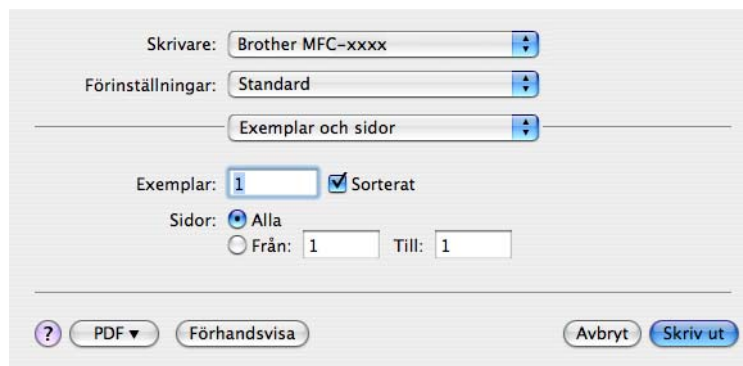 Skrivare: Brother MFC-xxxx
Förinställningar: Standard
Exemplar och sidor
Exemplar: 1 Sorterat
Sidor: Alla
Från: 1 Till: 1
? PDF ▼ Förhandsvisa Avbryt Skriv ut